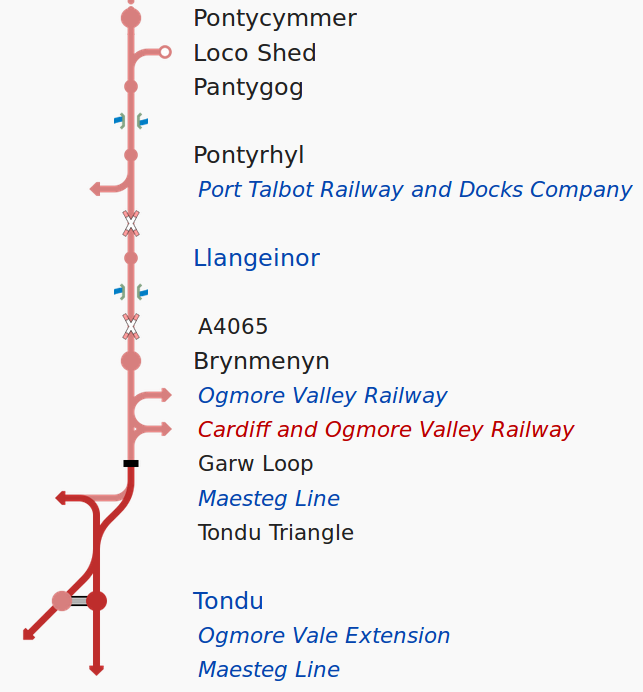 Pontycymmer
Loco Shed
Pantygog
Pontyrhyl
Port Talbot Railway and Docks Company
Llangeinor
A4065
Brynmenyn
Ogmore Valley Railway
Cardiff and Ogmore Valley Railway
Garw Loop
Maesteg Line
Tondu Triangle
Tondu
Ogmore Vale Extension
Maesteg Line